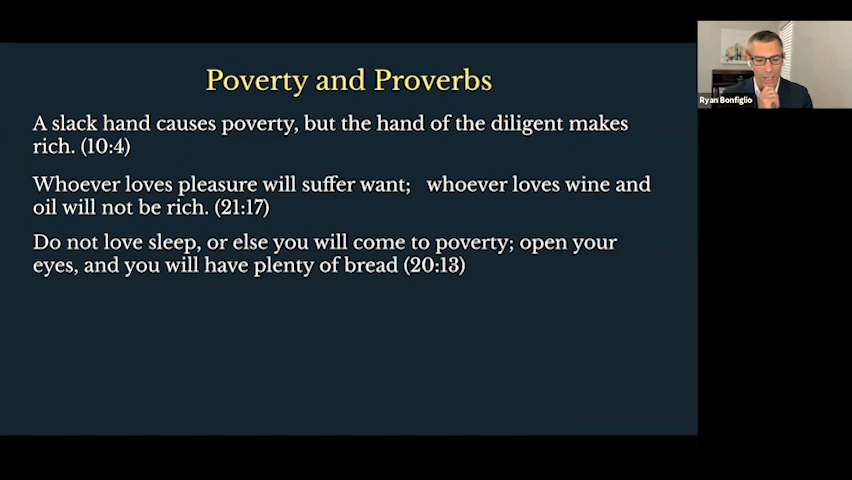 Poverty and Proverbs
A slack hand causes poverty, but the hand of the diligent makes
rich. (10:4)
Whoever loves pleasure will suffer want; whoever loves wine and
oil will not be rich. (21:17)
Do not love sleep, or else you will come to poverty; open your
eyes, and you will have plenty of bread (20:13)
Ryan Bonfiglio